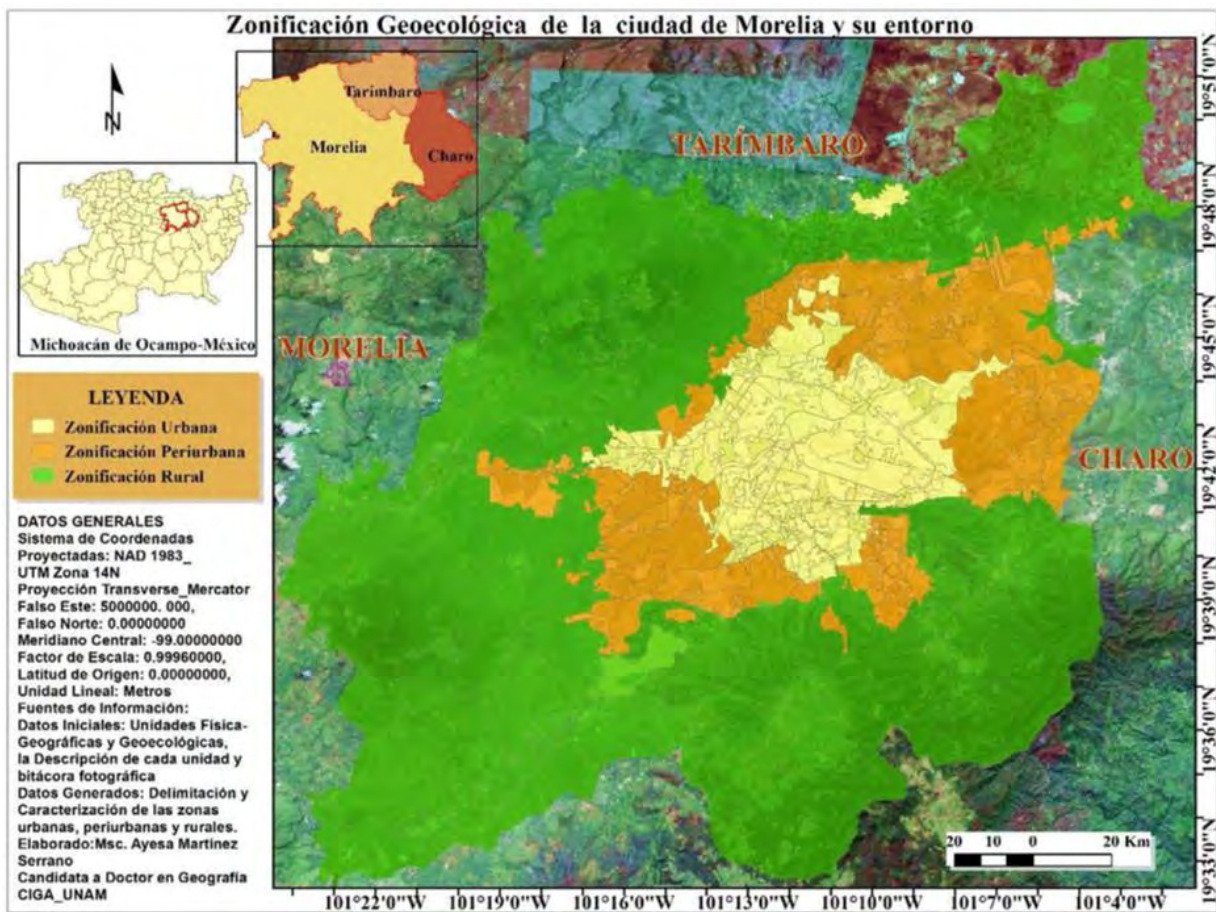 Zonificación Geoecológica de la ciudad de Morelia y su entorno
N
Tarímbaro
Morelia
Charo
Michoacán de Ocampo-México
LEYENDA
Zonificación Urbana
Zonificación Periurbana
Zonificación Rural
DATOS GENERALES
Sistema de Coordenadas
Proyectadas: NAD 1983_
UTM Zona 14N
Proyección Transverse_Mercator
Falso Este: 5000000. 000,
Falso Norte: 0.00000000
Meridiano Central: -99.00000000
Factor de Escala: 0.99960000,
Latitud de Origen: 0.00000000,
Unidad Lineal: Metros
Fuentes de Información:
Datos Iniciales: Unidades Física-
Geográficas y Geoecológicas,
la Descripción de cada unidad y
bitácora fotográfica
Datos Generados: Delimitación y
Caracterización de las zonas
urbanas, periurbanas y rurales.
Elaborado:Msc. Ayesa Martínez
Serrano
Candidata a Doctor en Geografía
CIGA_UNAM
TARÍMBARO
MORELÍA
CHARO
20 10 0 20 Km
101°22'0"W 101°19'0"W 101°16'0"W 101°13'0"W 101°10'0"W 101°7'0"W 101°4'0"W
19°51'0"N
19°48'0"N
19°45'0"N
19°42'0"N
19°39'0"N
19°36'0"N
19°33'0"N